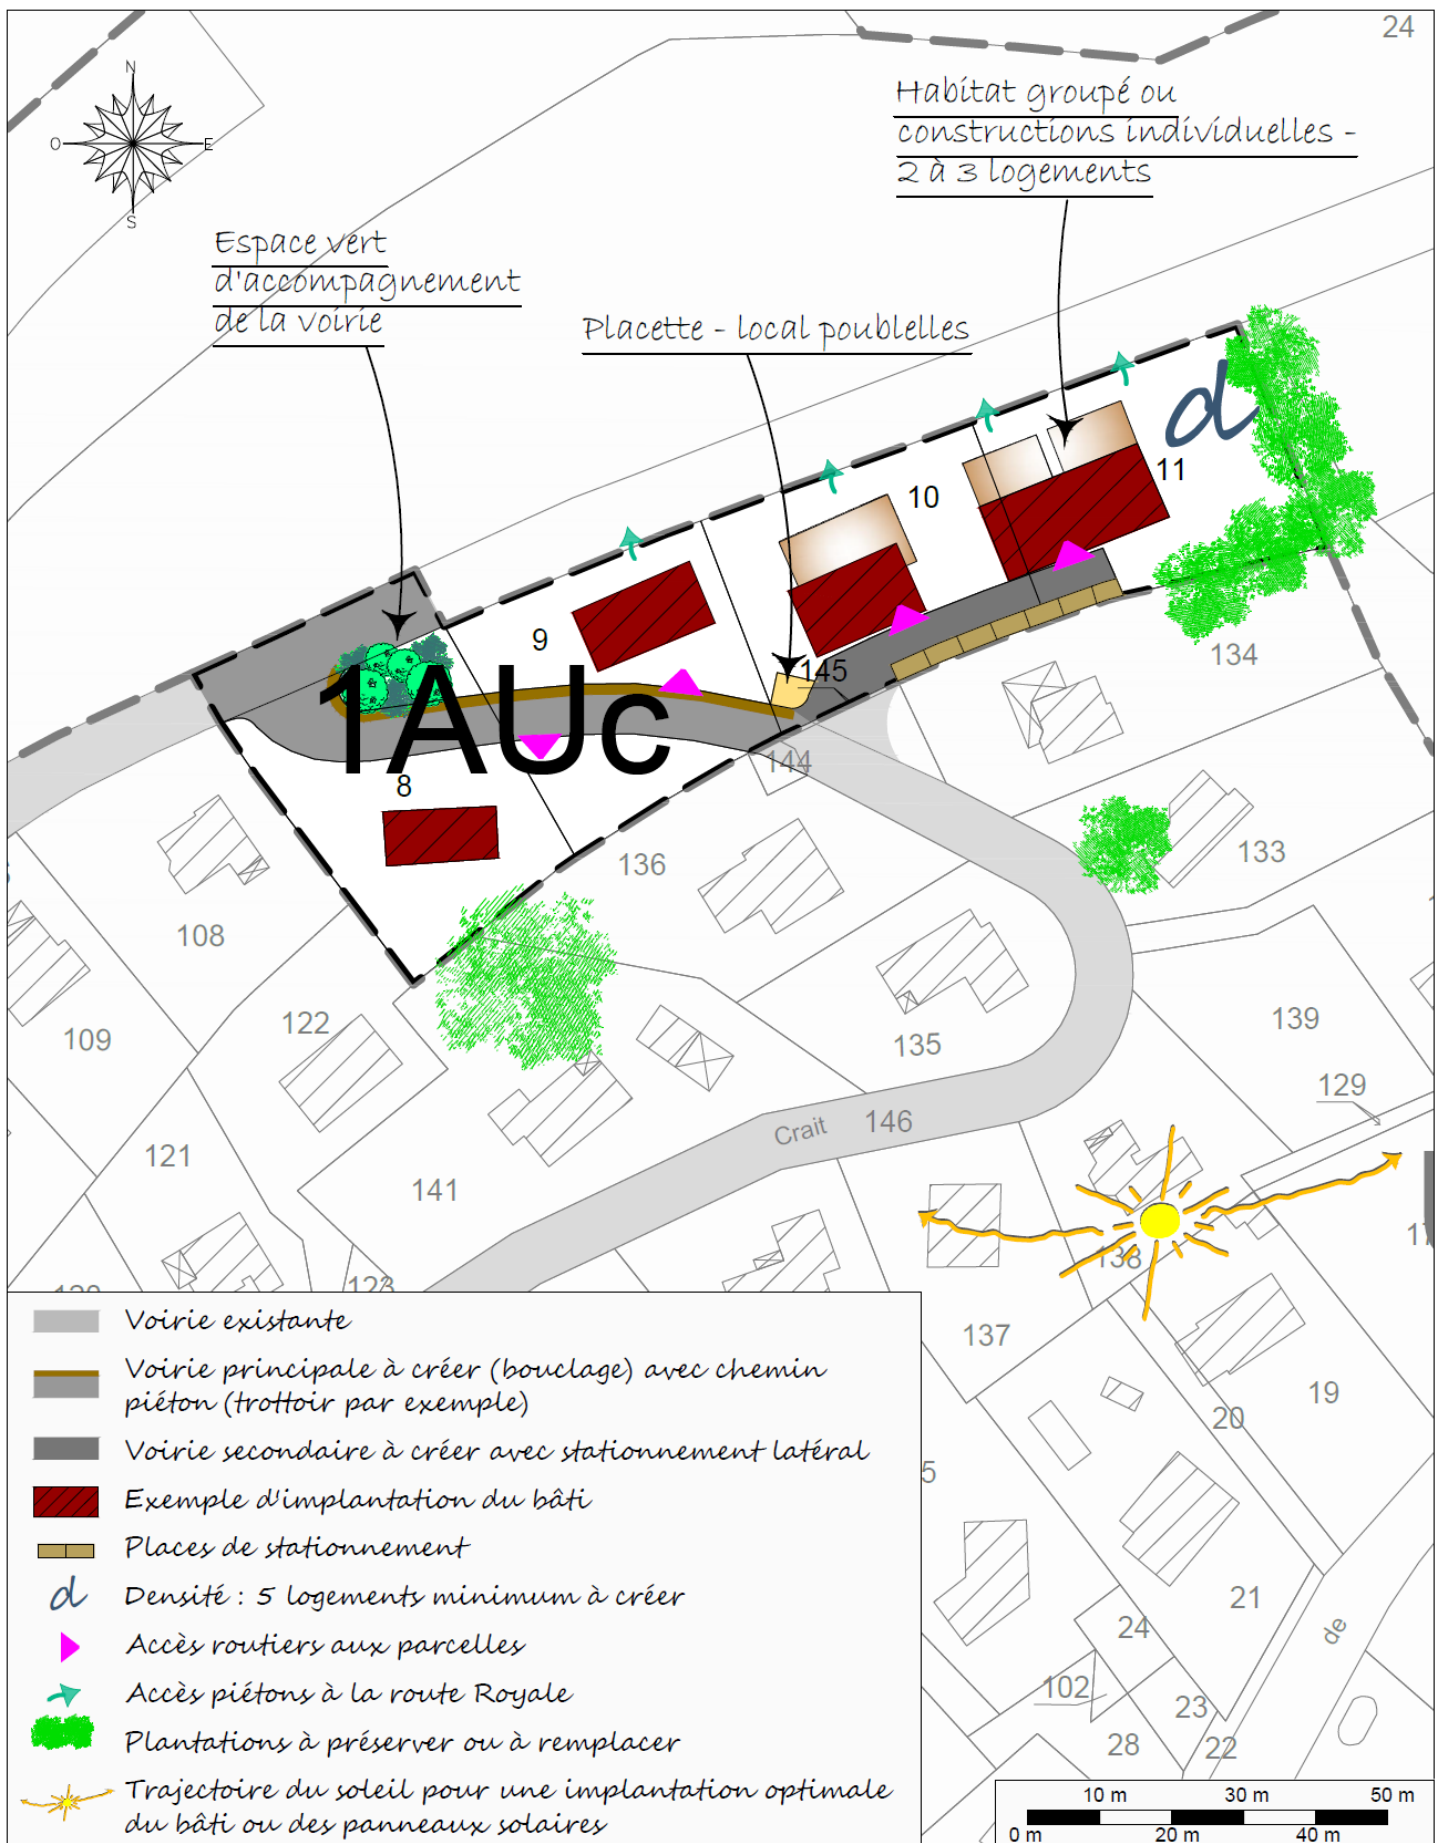 24
N
O
E
S
Habitat groupé ou
constructions individuelles -
2 à 3 logements
Espace vert
d'accompagnement
de la voirie
Placette - local poublelles
d
11
10
9
145
134
1AUc
144
8
136
133
108
122
109
135
139
129
121
Crait 146
141
138
123
137
19
20
5
21
24
de
102
23
28
22
Voirie existante
Voirie principale à créer (bouclage) avec chemin
piéton (trottoir par exemple)
Voirie secondaire à créer avec stationnement latéral
Exemple d'implantation du bâti
Places de stationnement
d Densité : 5 logements minimum à créer
Accès routiers aux parcelles
Accès piétons à la route Royale
Plantations à préserver ou à remplacer
Trajectoire du soleil pour une implantation optimale
du bâti ou des panneaux solaires
10 m 30 m 50 m
0 m 20 m 40 m